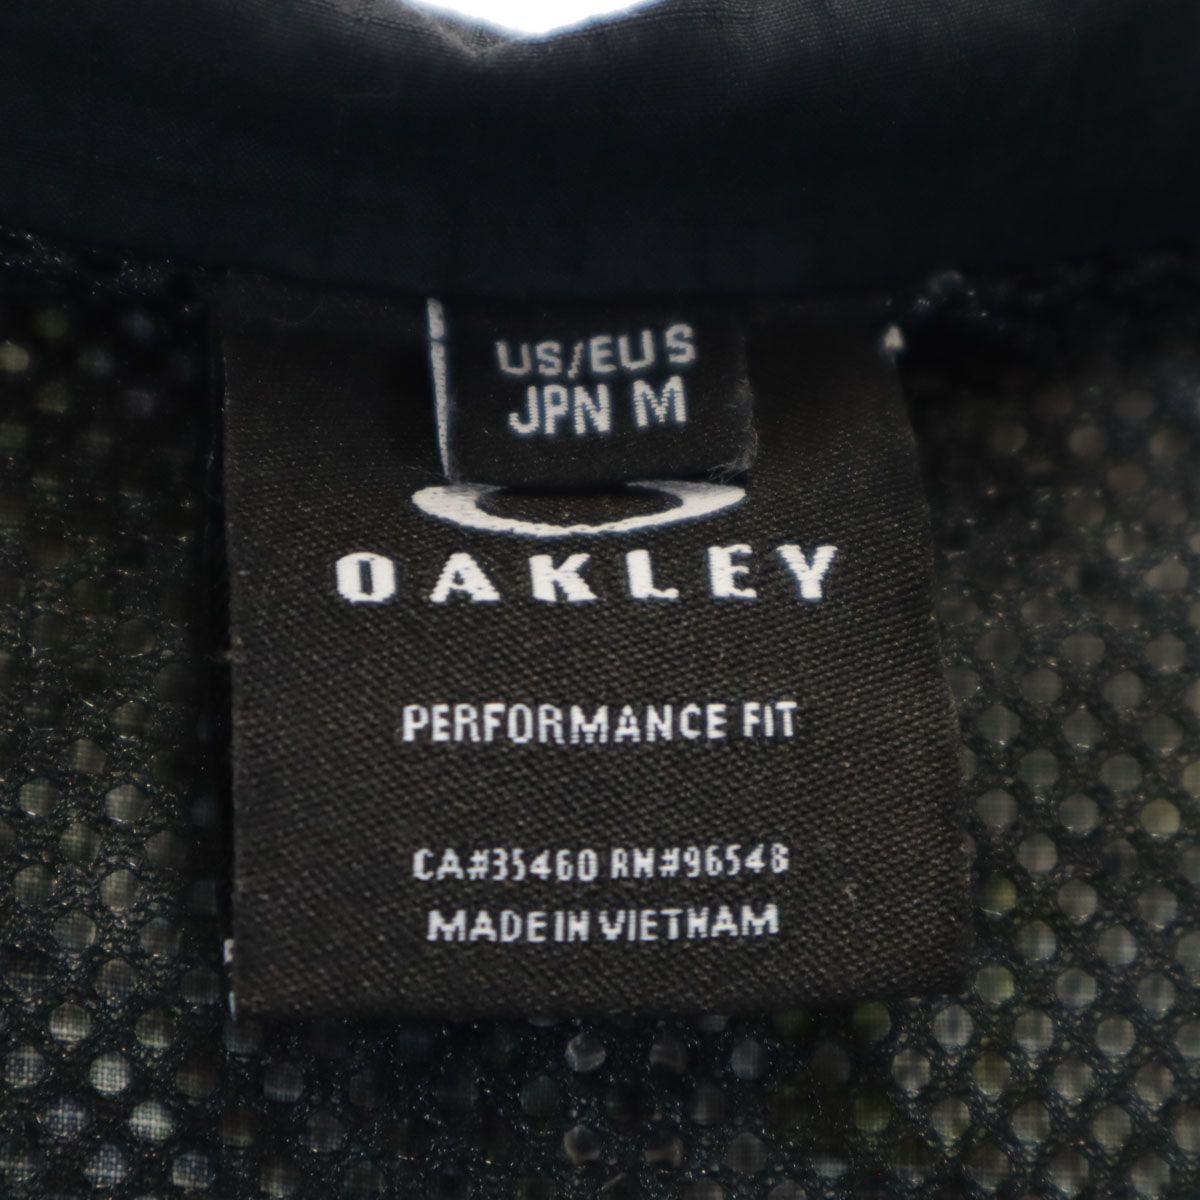 US/EU S
JPN M
OAKLEY
PERFORMANCE FIT
CA#35460 RN#96548
MADE IN VIETNAM